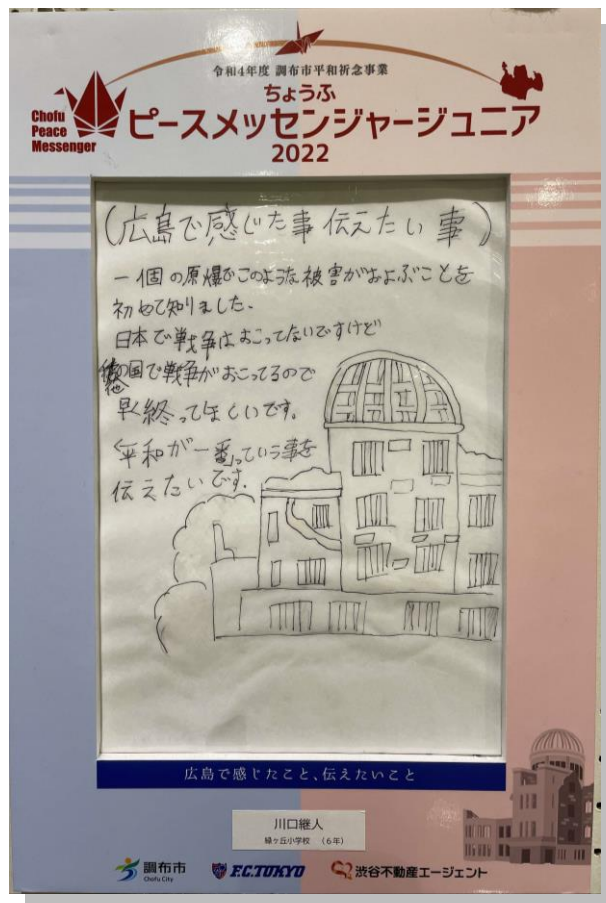 令和4年度 調布市平和祈念事業
ちょうふ
Chofu
Peace
Messenger
ピースメッセンジャージュニア
2022
(広島で感じた事 伝えたい事)
一個の原爆でこのような被害がおよぶことを
初めて知りました。
日本で戦争はおこってないですけど
他の国で戦争がおこってるので
早く終ってほしいです。
「平和が一番」っていう事を
伝えたいです。
広島で感じたこと、伝えたいこと
川口継人
緑ヶ丘小学校 (6年)
調布市
Chofu City
F.C.TOKYO
渋谷不動産エージェント